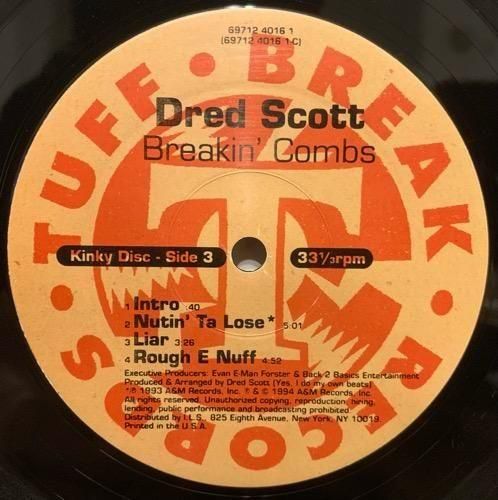 69712 4016 1
(69712 4016 1-C)
TUFF • BREAK • RECORDS •
Dred Scott
Breakin' Combs
T
Kinky Disc - Side 3
33⅓rpm
1 Intro :40
2 Nutin' Ta Lose* 5:01
3 Liar 3:26
4 Rough E Nuff 4:52
Executive Producers: Evan E-Man Forster & Back 2 Basics Entertainment
Produced & Arranged by Dred Scott (Yes, I do my own beats)
*℗ 1993 A&M Records, Inc. ℗ & © 1994 A&M Records, Inc.
All rights reserved. Unauthorized copying, reproduction, hiring,
lending, public performance and broadcasting prohibited.
Distributed by I.L.S., 825 Eighth Avenue, New York, NY 10019.
Printed in the U.S.A.